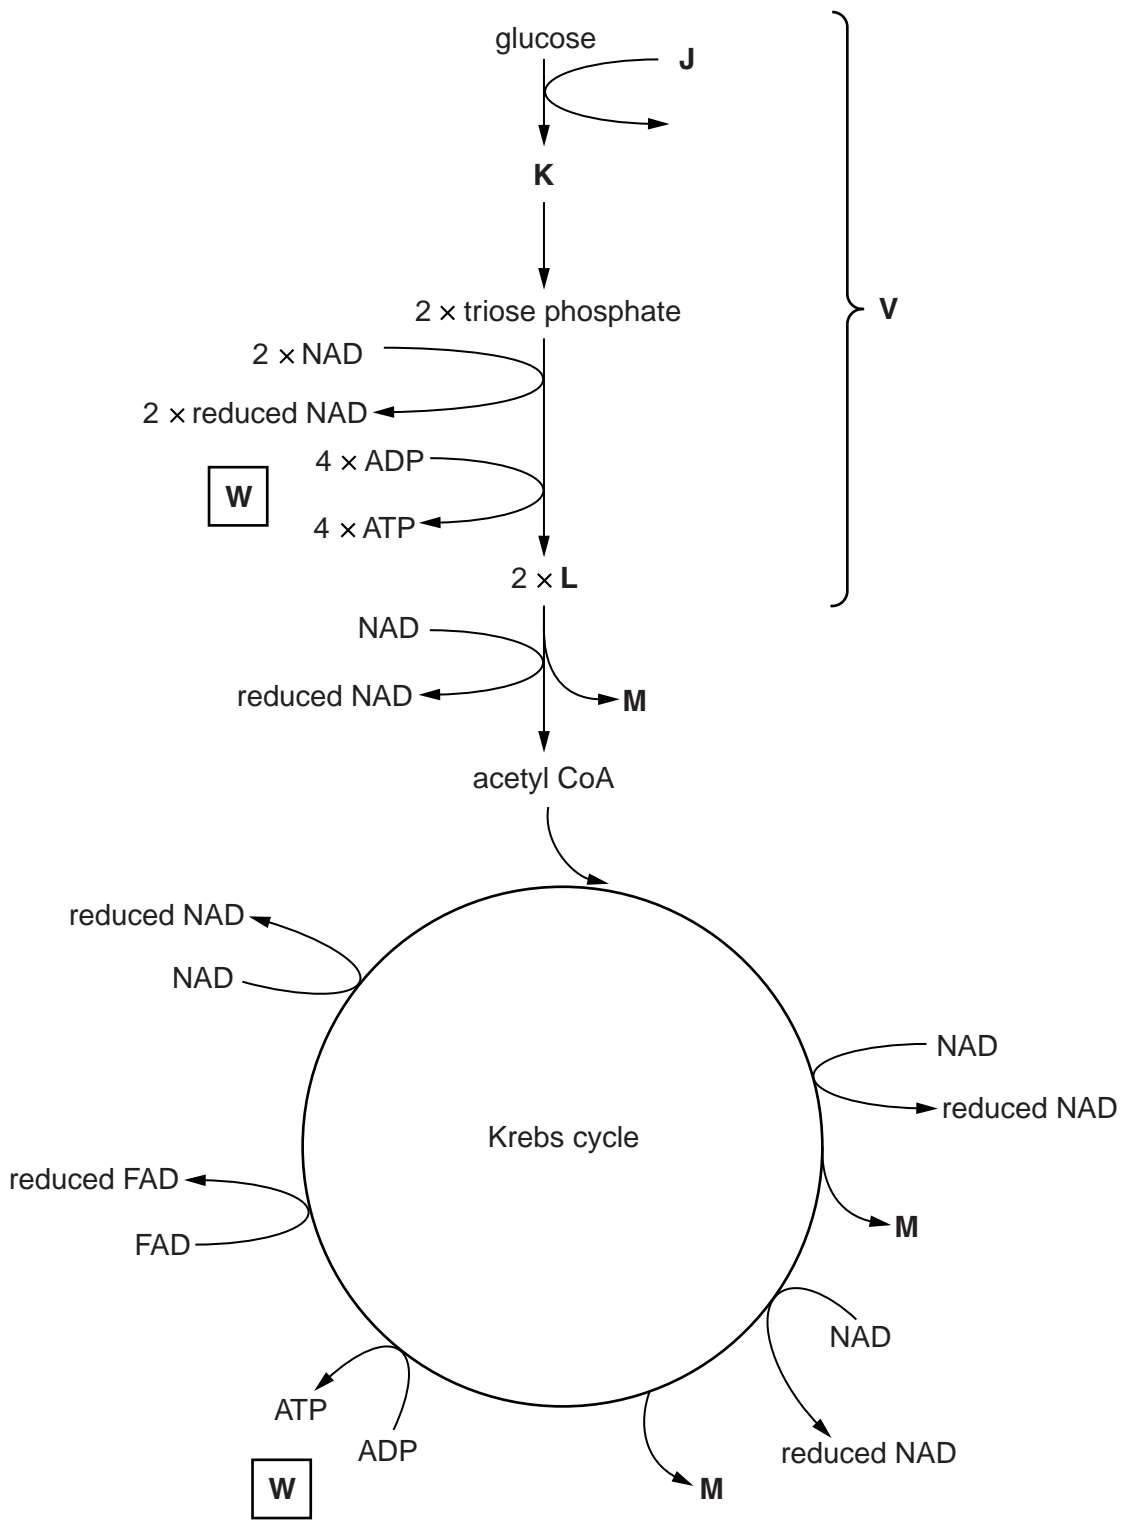 glucose
J
K
2 × triose phosphate
V
2 × NAD
2 × reduced NAD
4 × ADP
W
4 × ATP
2 × L
NAD
reduced NAD
M
acetyl CoA
reduced NAD
NAD
NAD
reduced NAD
Krebs cycle
reduced FAD
M
FAD
NAD
ATP
ADP
reduced NAD
W
M